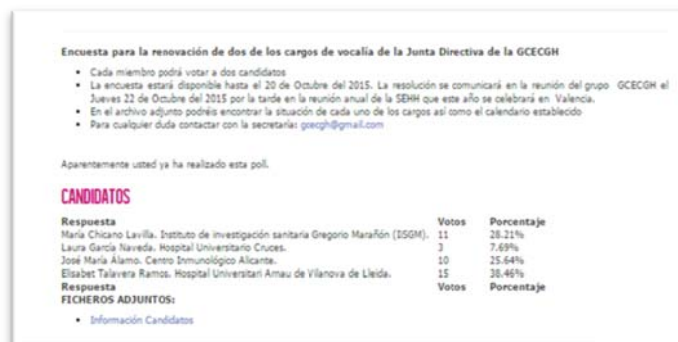 Encuesta para la renovación de dos de los cargos de vocalía de la Junta Directiva de la GCECGH
Cada miembro podrá votar a dos candidatos
La encuesta estará disponible hasta el 20 de Octubre del 2015. La resolución se comunicará en la reunión del grupo GCECGH el
Jueves 22 de Octubre del 2015 por la tarde en la reunión anual de la SEHH que este año se celebrará en Valencia.
En el archivo adjunto podréis encontrar la situación de cada uno de los cargos así como el calendario establecido
Para cualquier duda contactar con la secretaría: gcecgh@gmail.com
Aparentemente usted ya ha realizado esta poll.
CANDIDATOS
Respuesta Votos Porcentaje
María Chicano Lavilla. Instituto de investigación sanitaria Gregorio Marañón (IISGM). 11 28.21%
Laura García Naveda. Hospital Universitario Cruces. 3 7.69%
José María Álamo. Centro Inmunológico Alicante. 10 25.64%
Elisabet Talavera Ramos. Hospital Universitari Arnau de Vilanova de Lleida. 15 38.46%
Respuesta Votos Porcentaje
FICHEROS ADJUNTOS:
Información Candidatos